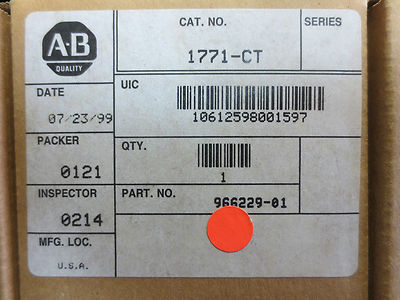 A-B
QUALITY
CAT. NO.
SERIES
1771-CT
DATE
07/23/99
UIC
10612598001597
PACKER
0121
QTY.
1
INSPECTOR
0214
PART. NO.
966229-01
MFG. LOC.
U.S.A.